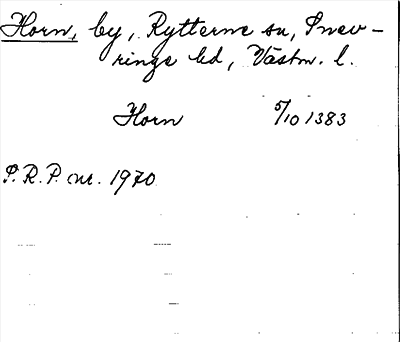 Horn, by, Rytterne sn, Snev-
ringe hd, Västm. l.
Horn 5/10 1383
S.R.P. nr. 1970